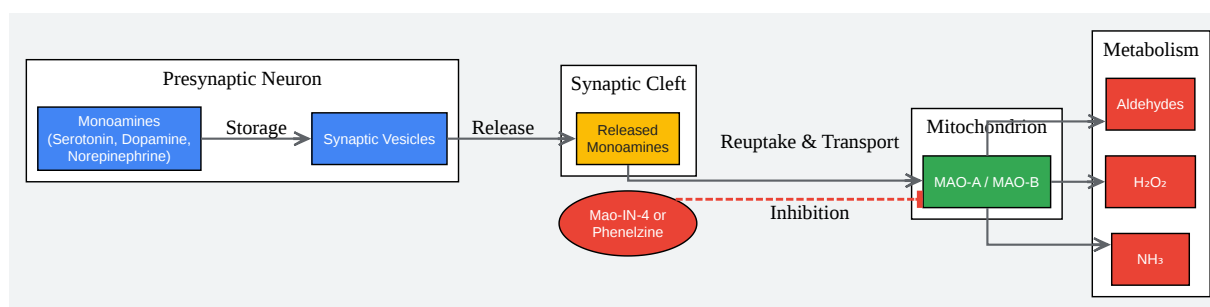 Presynaptic Neuron
Monoamines
(Serotonin, Dopamine,
Norepinephrine)
Storage
Synaptic Vesicles
Release
Synaptic Cleft
Released
Monoamines
Reuptake & Transport
Mao-IN-4 or
Phenelzine
Inhibition
Mitochondrion
MAO-A / MAO-B
Metabolism
Aldehydes
H₂O₂
NH₃